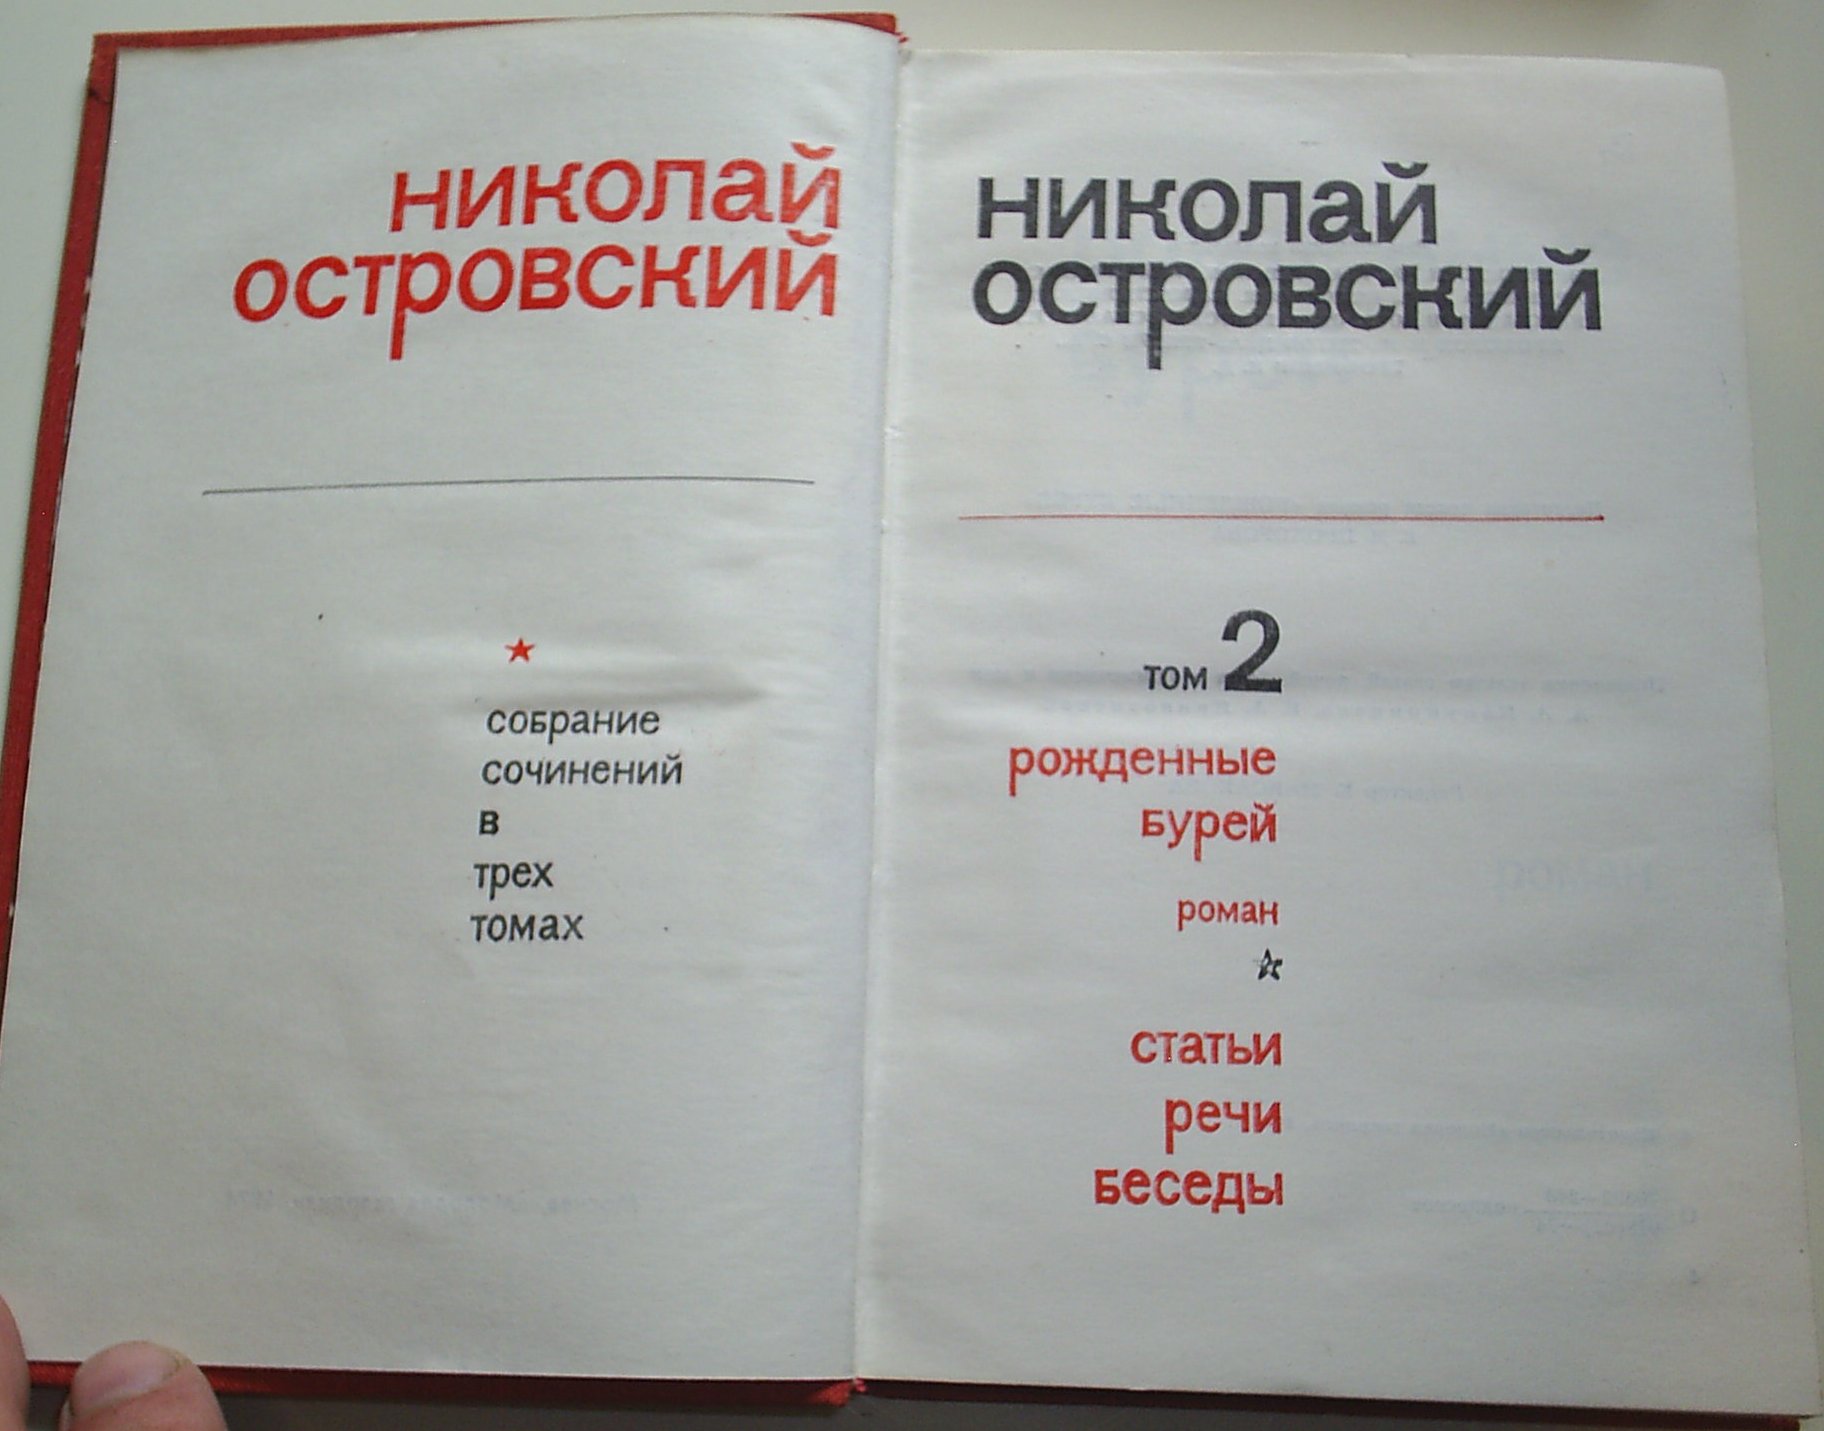 николай
островский
собрание
сочинений
в
трех
томах
николай
островский
том 2
рожденные
бурей
роман
статьи
речи
беседы